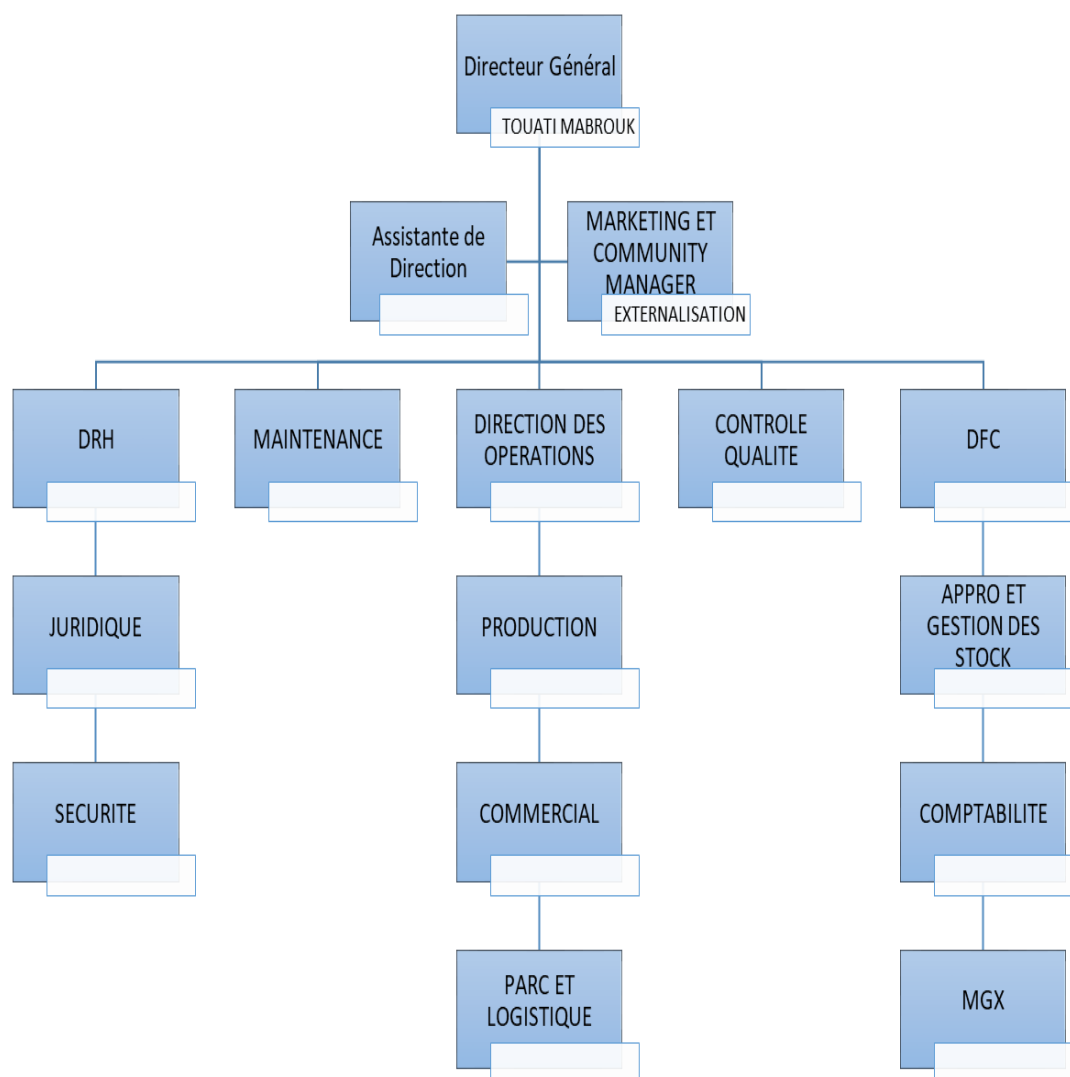 Directeur Général
TOUATI MABROUK
Assistante de
Direction
MARKETING ET
COMMUNITY
MANAGER
EXTERNALISATION
DRH
MAINTENANCE
DIRECTION DES
OPERATIONS
CONTROLE
QUALITE
DFC
JURIDIQUE
PRODUCTION
APPRO ET
GESTION DES
STOCK
SECURITE
COMMERCIAL
COMPTABILITE
PARC ET
LOGISTIQUE
MGX